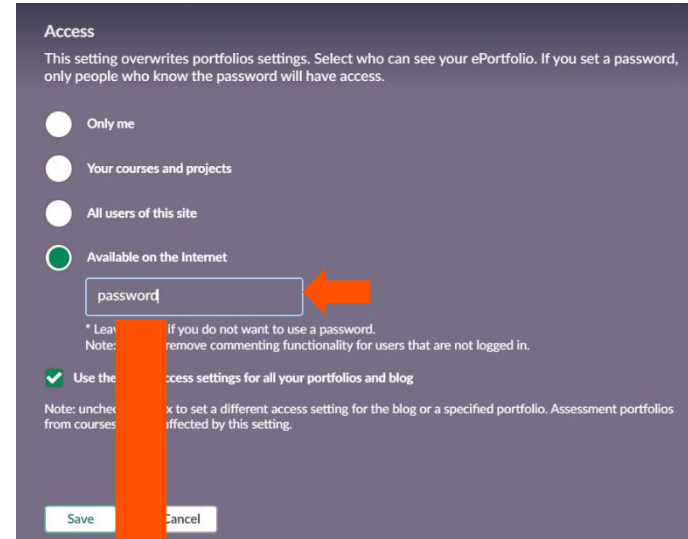 Access
This setting overwrites portfolios settings. Select who can see your ePortfolio. If you set a password,
only people who know the password will have access.
Only me
Your courses and projects
All users of this site
Available on the Internet
password
* if you do not want to use a password.
Note: remove commenting functionality for users that are not logged in.
Use the access settings for all your portfolios and blog
Note: to set a different access setting for the blog or a specified portfolio. Assessment portfolios
from courses affected by this setting.
Save
Cancel